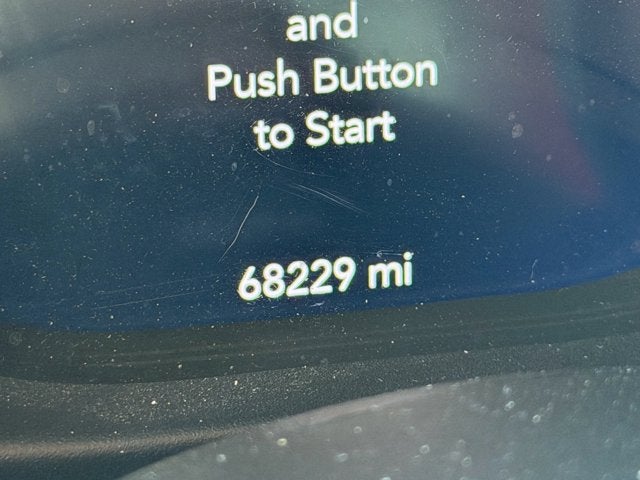 and
Push Button
to Start
68229 mi